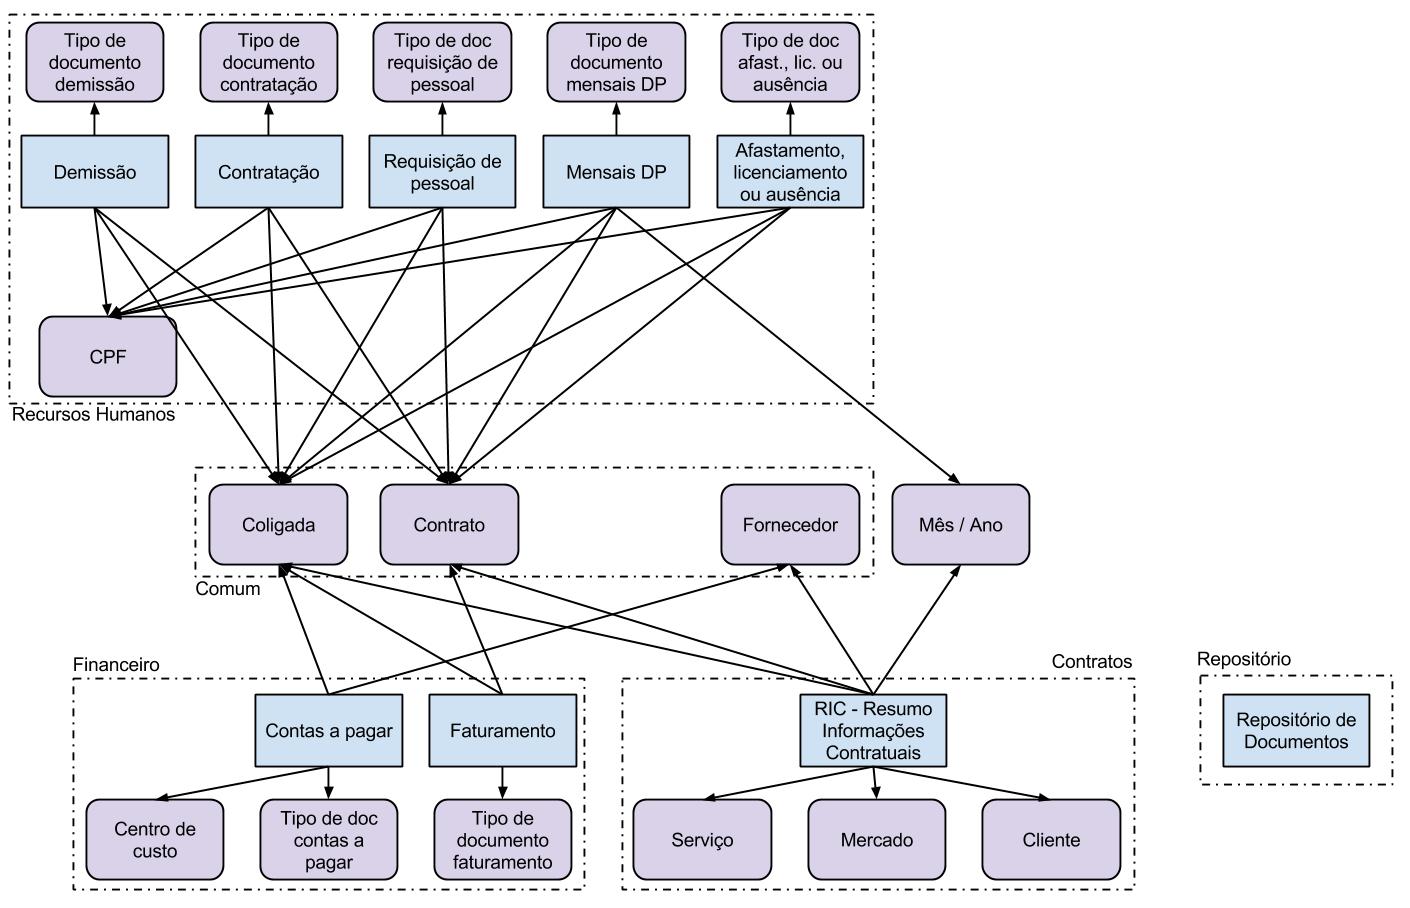 Tipo de
documento
demissão
Tipo de
documento
contratação
Tipo de doc
requisição de
pessoal
Tipo de
documento
mensais DP
Tipo de doc
afast., lic. ou
ausência
Demissão
Contratação
Requisição de
pessoal
Mensais DP
Afastamento,
licenciamento
ou ausência
CPF
Recursos Humanos
Coligada
Contrato
Fornecedor
Mês / Ano
Comum
Financeiro
Contratos
Repositório
Contas a pagar
Faturamento
RIC - Resumo
Informações
Contratuais
Repositório de
Documentos
Centro de
custo
Tipo de doc
contas a
pagar
Tipo de
documento
faturamento
Serviço
Mercado
Cliente